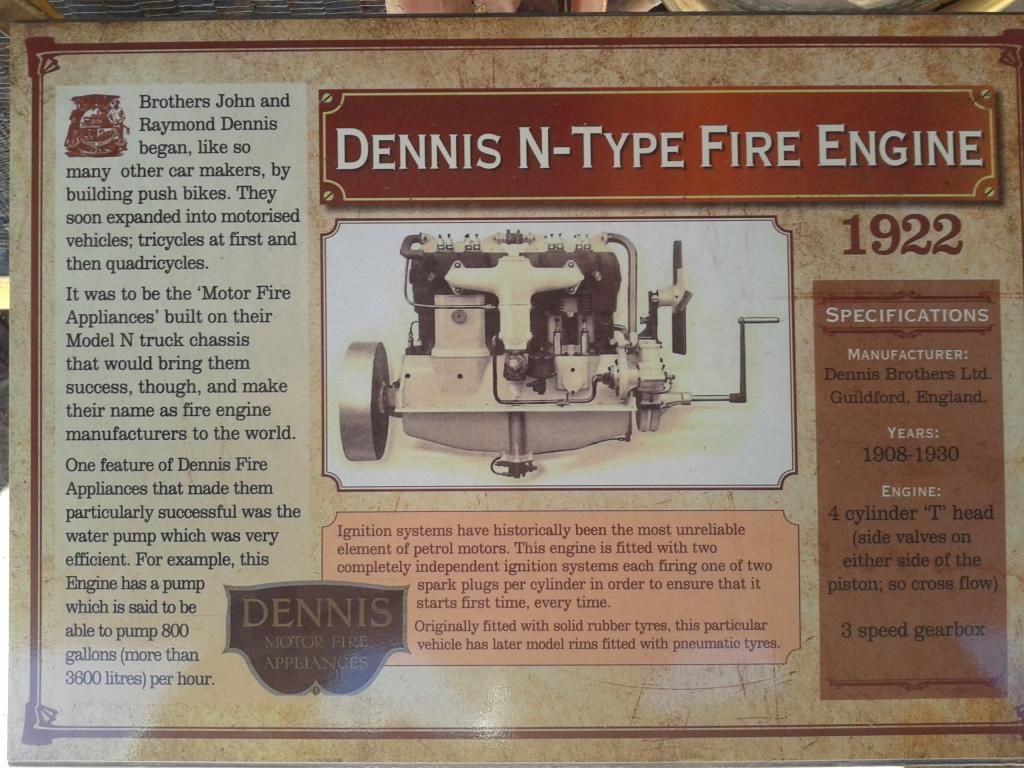 Brothers John and
Raymond Dennis
began, like so
many other car makers, by
building push bikes. They
soon expanded into motorised
vehicles; tricycles at first and
then quadricycles.
It was to be the ‘Motor Fire
Appliances’ built on their
Model N truck chassis
that would bring them
success, though, and make
their name as fire engine
manufacturers to the world.
One feature of Dennis Fire
Appliances that made them
particularly successful was the
water pump which was very
efficient. For example, this
Engine has a pump
which is said to be
able to pump 800
gallons (more than
3600 litres) per hour.
DENNIS N-TYPE FIRE ENGINE
1922
Ignition systems have historically been the most unreliable
element of petrol motors. This engine is fitted with two
completely independent ignition systems each firing one of two
spark plugs per cylinder in order to ensure that it
starts first time, every time.
Originally fitted with solid rubber tyres, this particular
vehicle has later model rims fitted with pneumatic tyres.
DENNIS
MOTOR FIRE
APPLIANCES
D
SPECIFICATIONS
MANUFACTURER:
Dennis Brothers Ltd.
Guildford, England.
YEARS:
1908-1930
ENGINE:
4 cylinder ‘T’ head
(side valves on
either side of the
piston; so cross flow)
3 speed gearbox